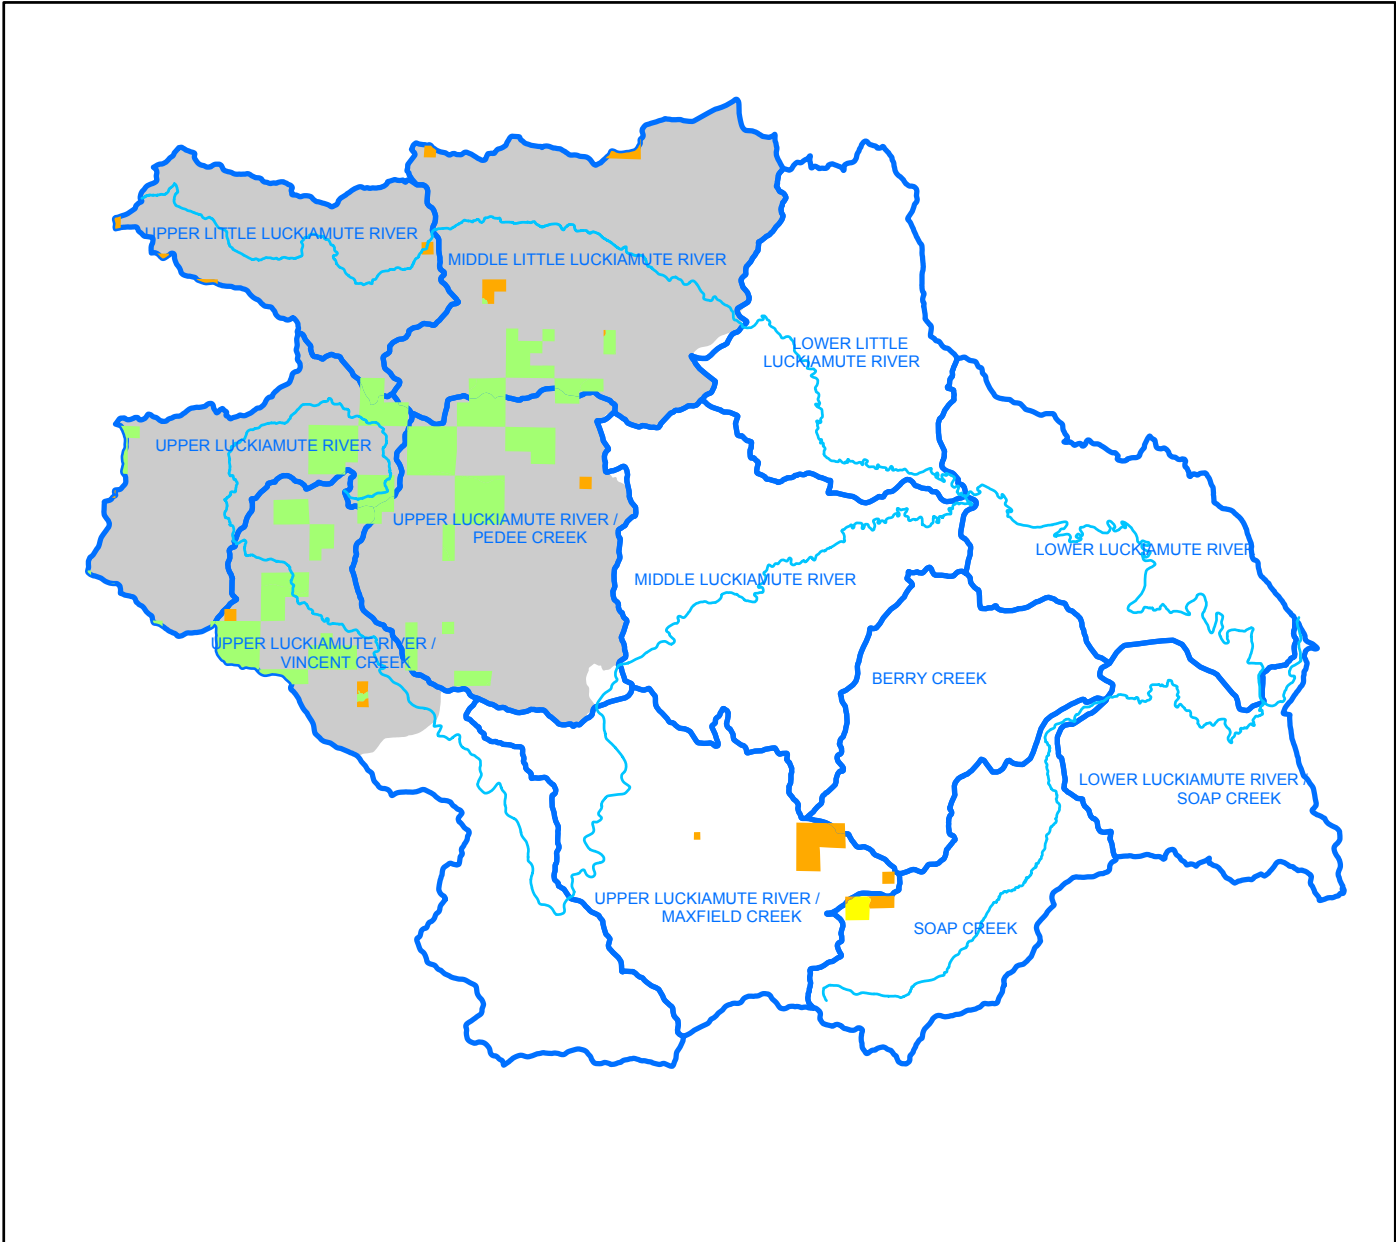 UPPER LITTLE LUCKIAMUTE RIVER
MIDDLE LITTLE LUCKIAMUTE RIVER
LOWER LITTLE
LUCKIAMUTE RIVER
UPPER LUCKIAMUTE RIVER
UPPER LUCKIAMUTE RIVER /
PEDEE CREEK
LOWER LUCKIAMUTE RIVER
MIDDLE LUCKIAMUTE RIVER
UPPER LUCKIAMUTE RIVER /
VINCENT CREEK
BERRY CREEK
LOWER LUCKIAMUTE RIVER /
SOAP CREEK
UPPER LUCKIAMUTE RIVER /
MAXFIELD CREEK
SOAP CREEK